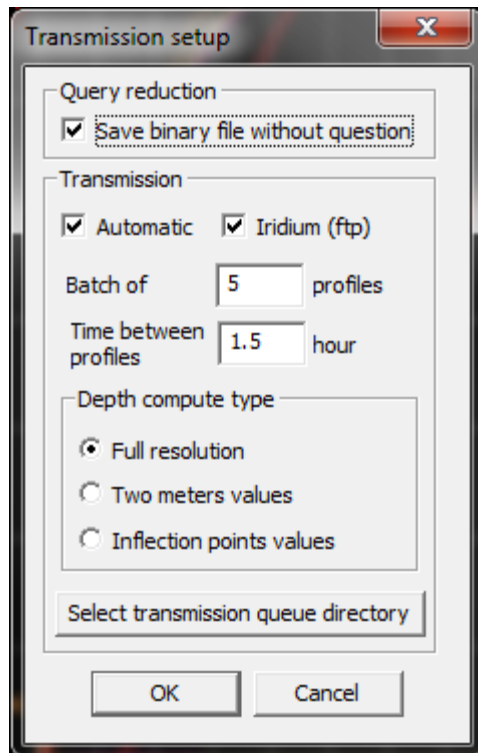 Transmission setup
Query reduction
Save binary file without question
Transmission
Automatic Iridium (ftp)
Batch of 5 profiles
Time between
profiles 1.5 hour
Depth compute type
Full resolution
Two meters values
Inflection points values
Select transmission queue directory
OK Cancel